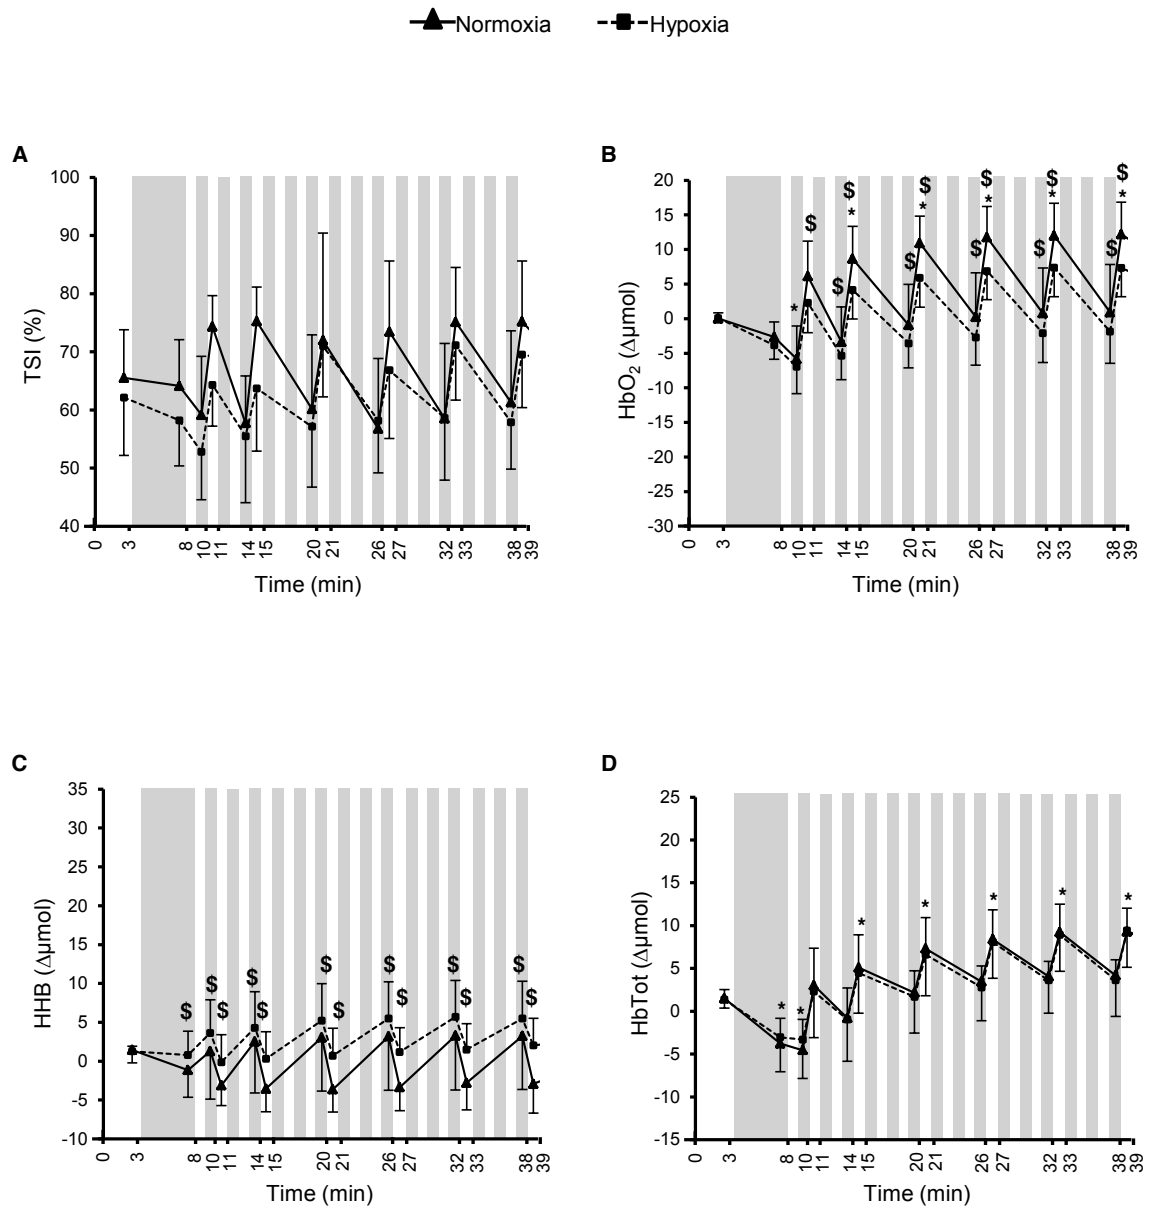 Normoxia Hypoxia
A
100
90
80
70
60
50
40
TSI (%)
0 3 8 10 11 14 15 20 21 26 27 32 33 38 39
Time (min)
B
20
15
10
5
0
-5
-10
-15
-20
-25
-30
HbO₂ (Δµmol)
$ $ $ $ $ $
* * * * * *
$ $ $ $ $
0 3 8 10 11 14 15 20 21 26 27 32 33 38 39
Time (min)
C
35
30
25
20
15
10
5
0
-5
-10
HHB (Δµmol)
$ $ $ $ $ $ $ $ $ $ $ $ $
0 3 8 10 11 14 15 20 21 26 27 32 33 38 39
Time (min)
D
25
20
15
10
5
0
-5
-10
-15
HbTot (Δµmol)
* * * * * * *
0 3 8 10 11 14 15 20 21 26 27 32 33 38 39
Time (min)